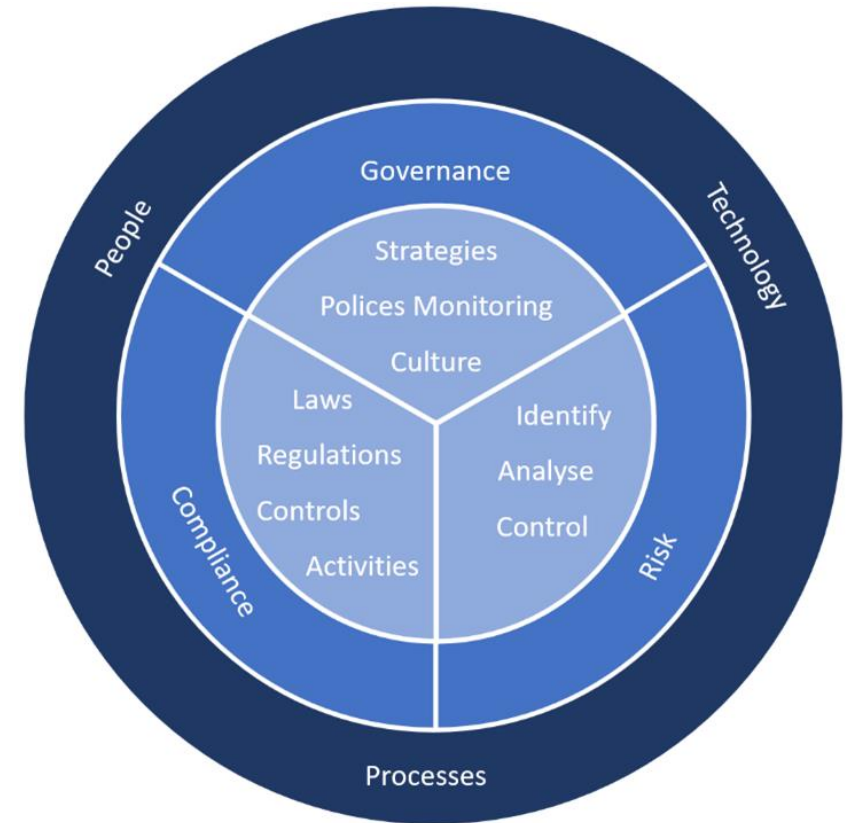 Governance
People
Technology
Strategies
Polices Monitoring
Culture
Laws
Regulations
Controls
Activities
Identify
Analyse
Control
Compliance
Risk
Processes